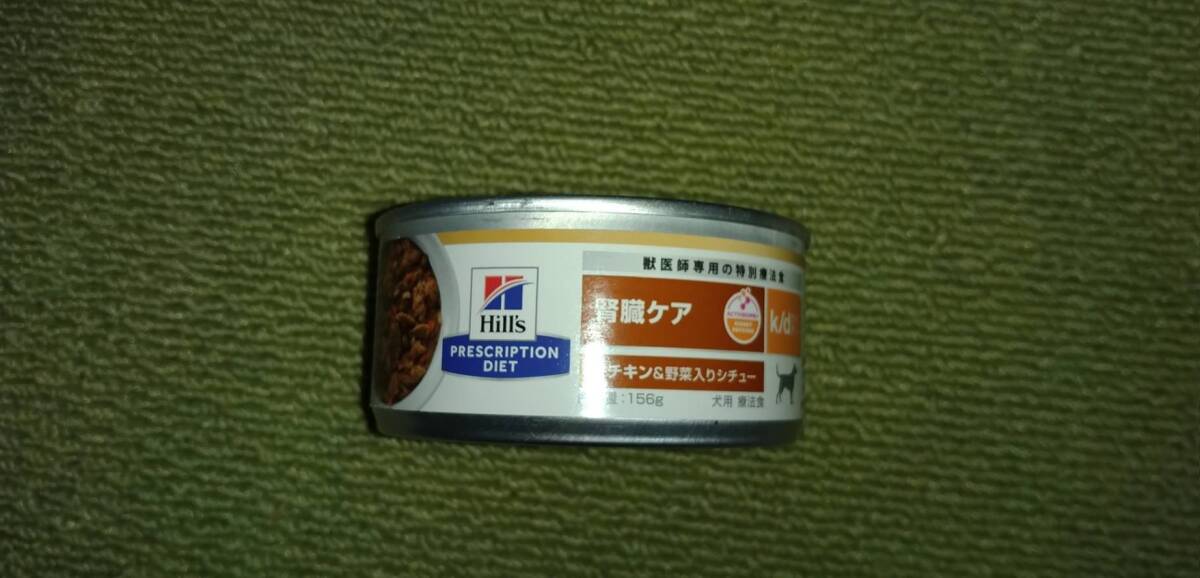 獣医師専用の特別療法食
Hill's
PRESCRIPTION
DIET
腎臓ケア
k/d
チキン&野菜入りシチュー
量:156g
犬用 療法食